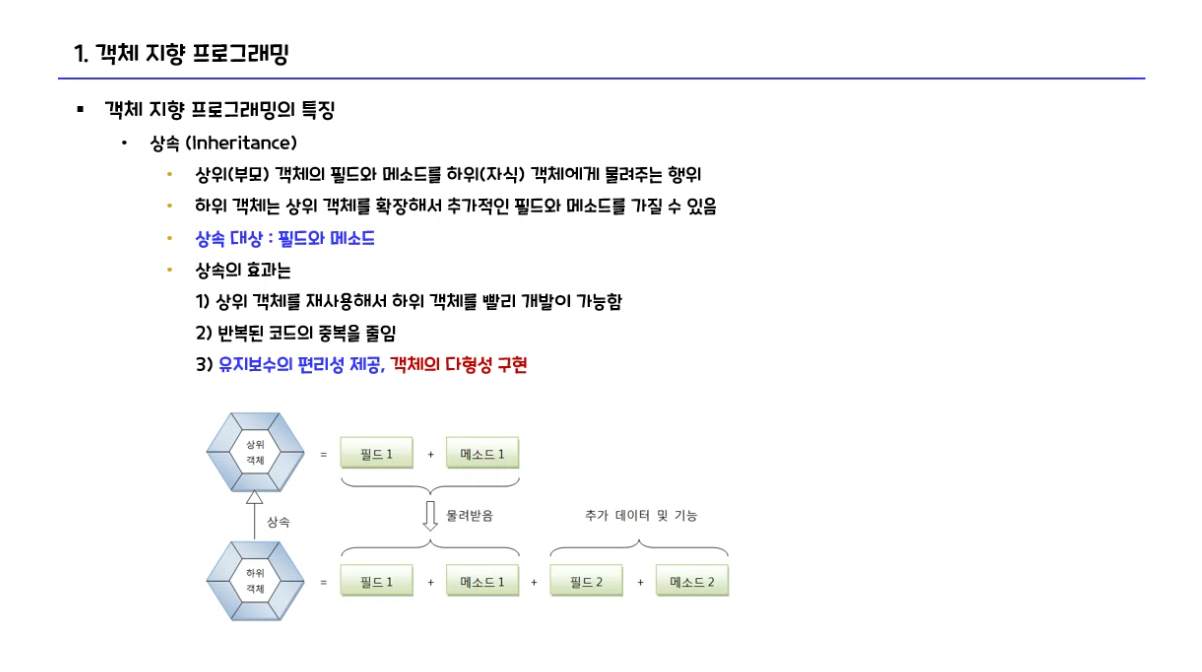 1. 객체 지향 프로그래밍
▪ 객체 지향 프로그래밍의 특징
• 상속 (Inheritance)
• 상위(부모) 객체의 필드와 메소드를 하위(자식) 객체에게 물려주는 행위
• 하위 객체는 상위 객체를 확장해서 추가적인 필드와 메소드를 가질 수 있음
• 상속 대상 : 필드와 메소드
• 상속의 효과는
1) 상위 객체를 재사용해서 하위 객체를 빨리 개발이 가능함
2) 반복된 코드의 중복을 줄임
3) 유지보수의 편리성 제공, 객체의 다형성 구현
상위
객체
= 필드 1 + 메소드 1
상속
물려받음
추가 데이터 및 기능
하위
객체
= 필드 1 + 메소드 1 + 필드 2 + 메소드 2